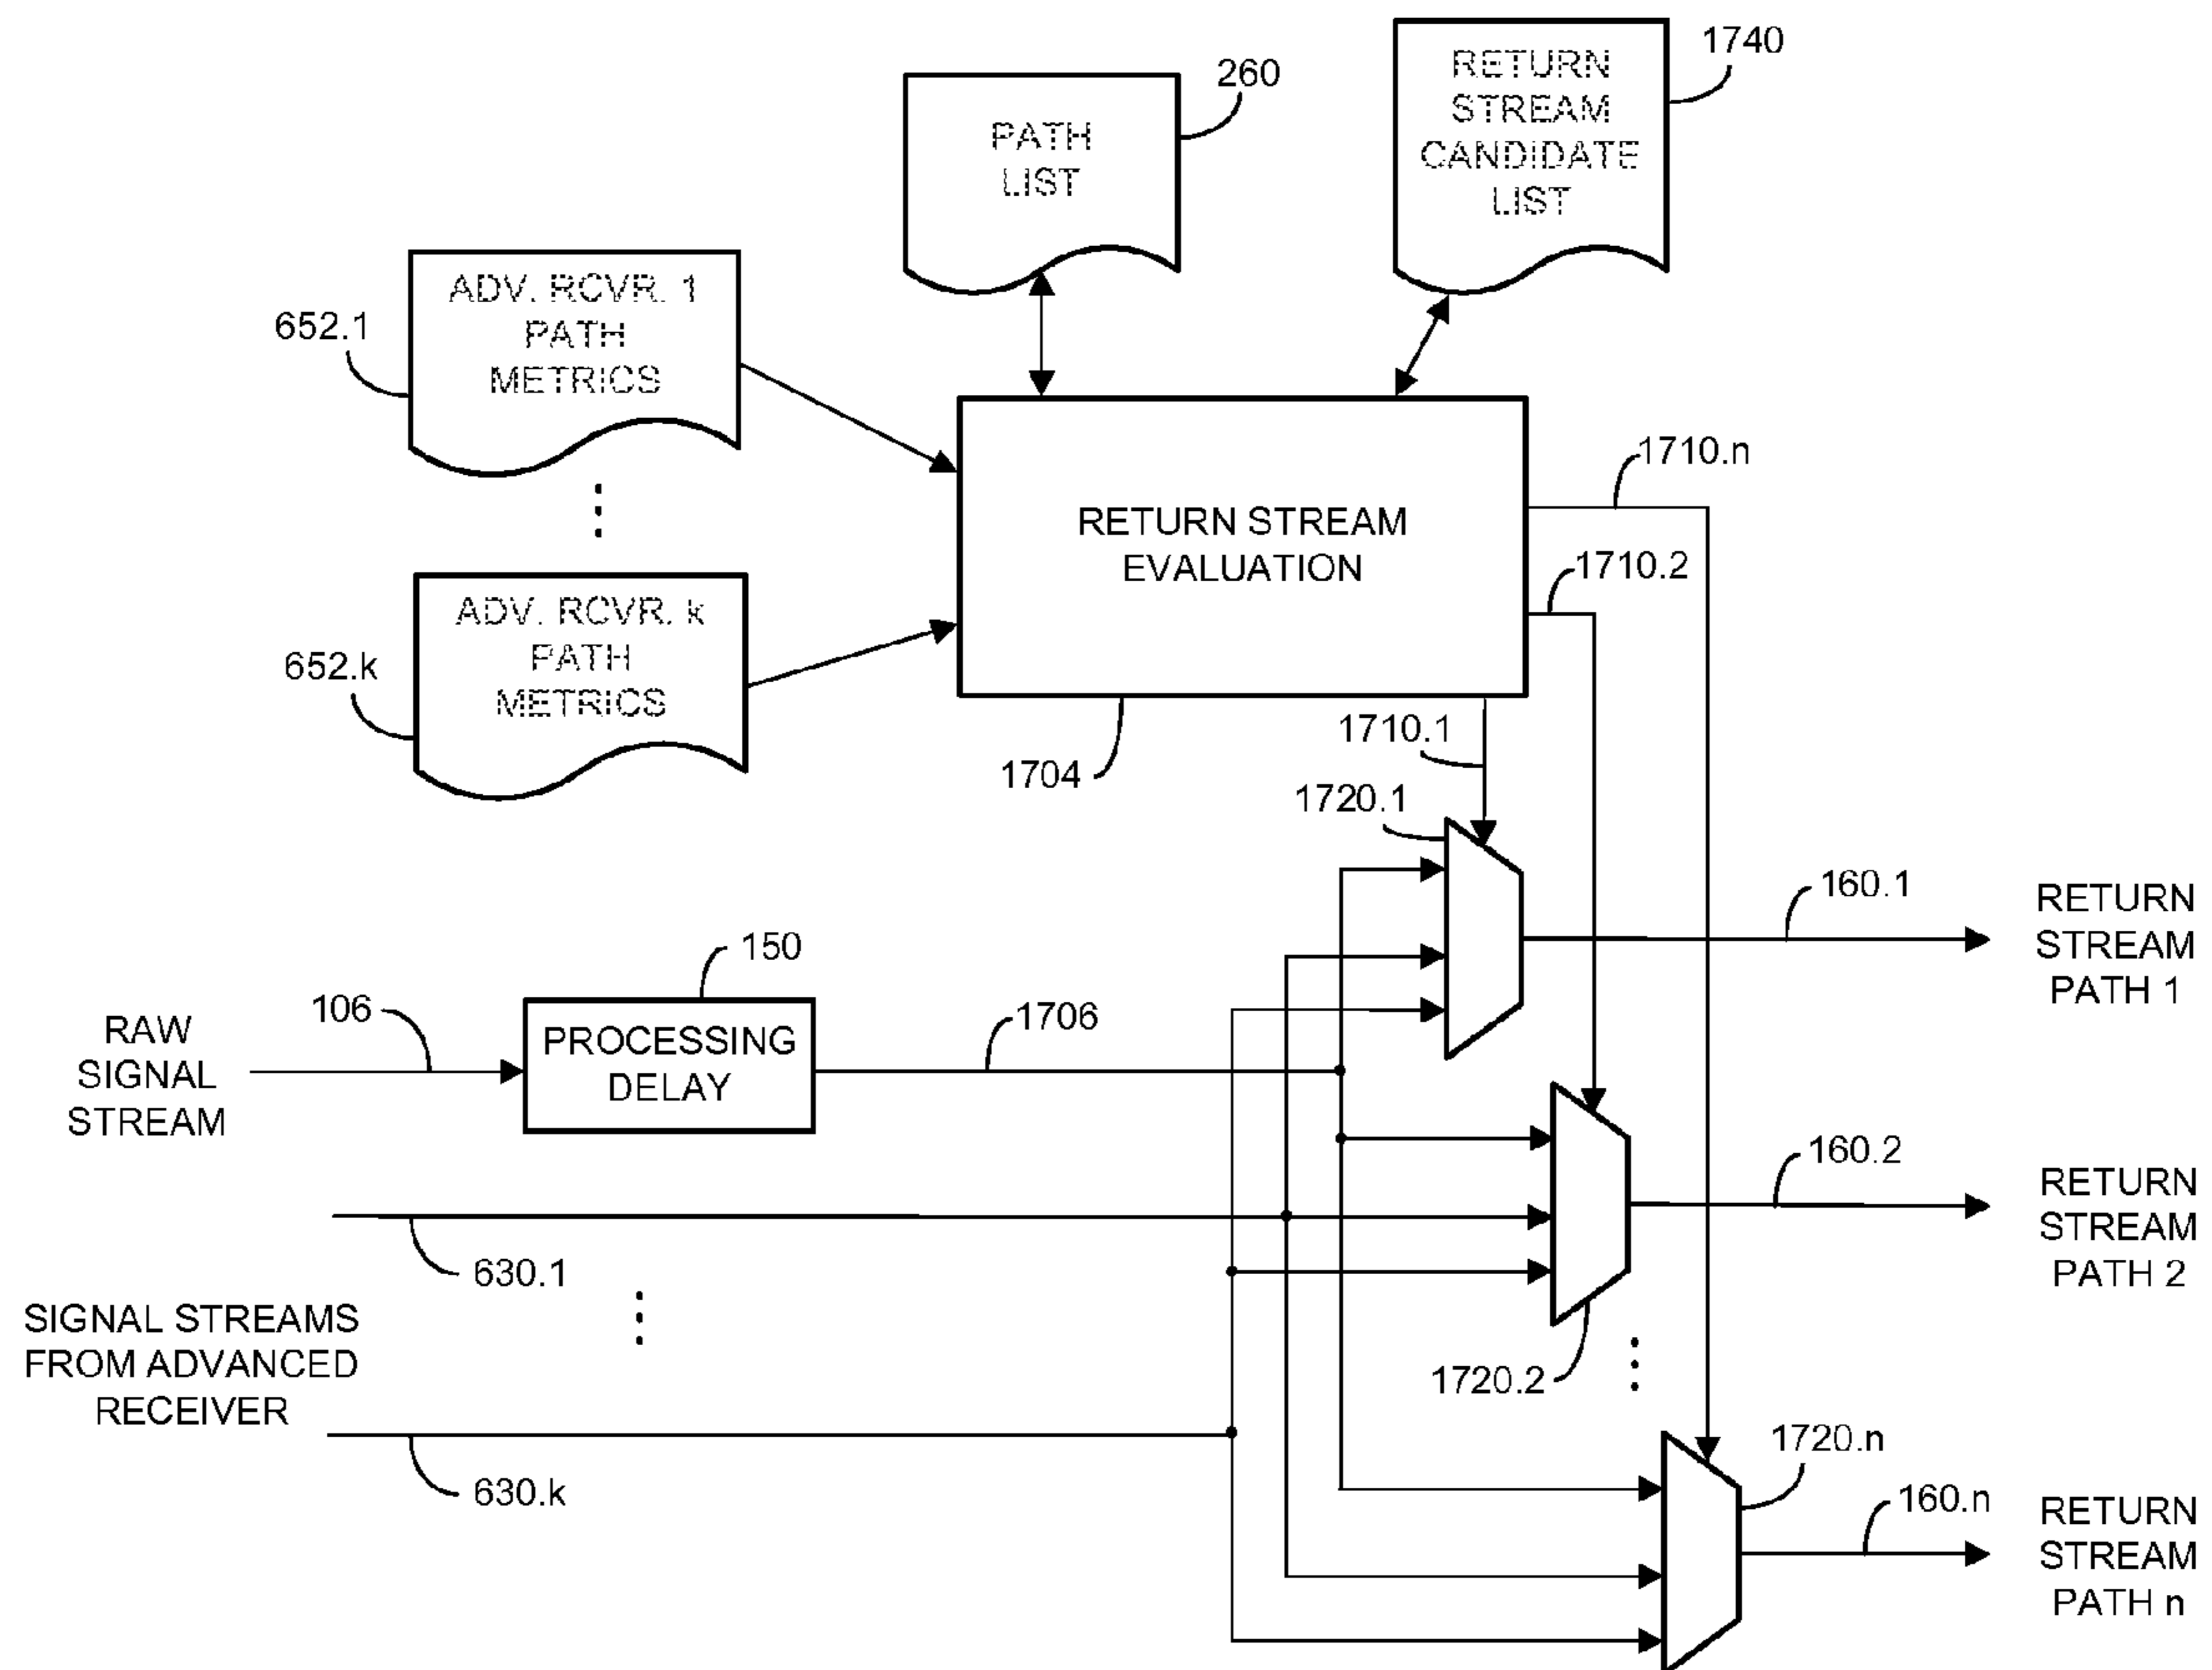 1740
RETURN
STREAM
CANDIDATE
LIST
260
PATH
LIST
ADV. RCVR. 1
PATH
METRICS
652.1
1710.n
RETURN STREAM
EVALUATION
1710.2
ADV. RCVR. k
PATH
METRICS
652.k
1710.1
1704
1720.1
160.1
RETURN
STREAM
PATH 1
150
106
1706
RAW
SIGNAL
STREAM
PROCESSING
DELAY
160.2
RETURN
STREAM
PATH 2
630.1
SIGNAL STREAMS
FROM ADVANCED
RECEIVER
1720.2
1720.n
630.k
160.n
RETURN
STREAM
PATH n